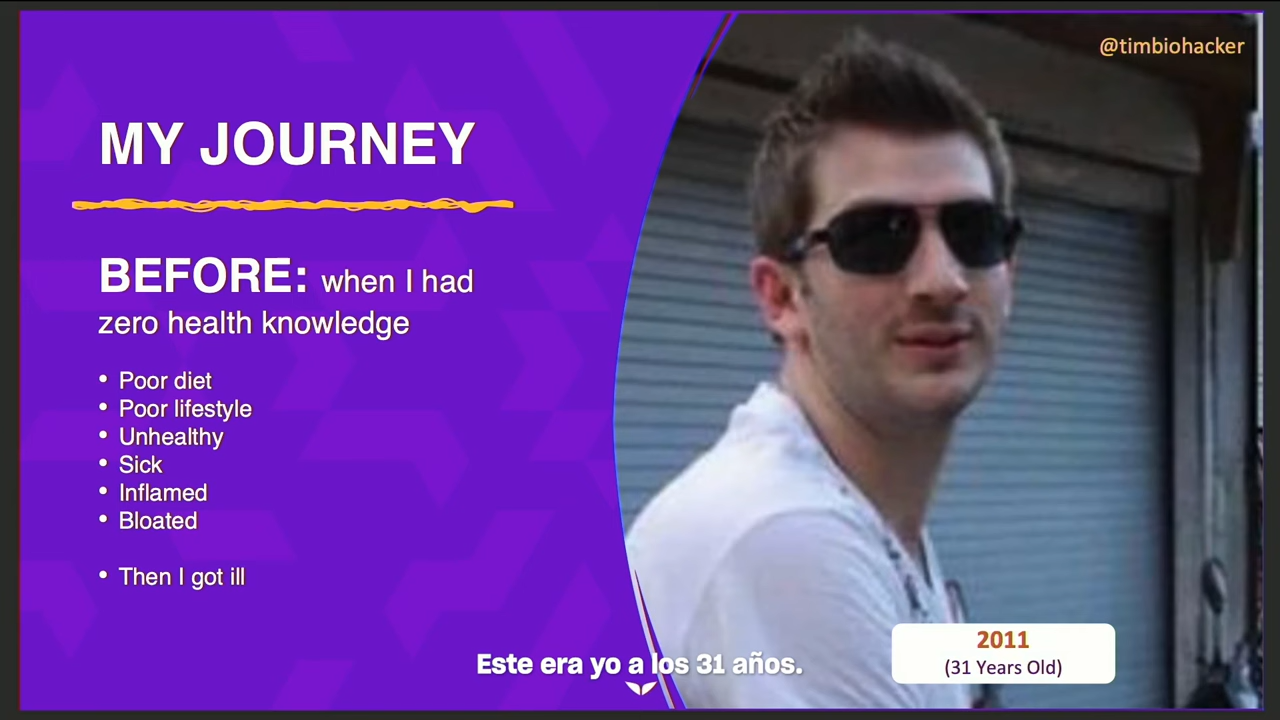 @timbiohacker
MY JOURNEY
BEFORE: when I had
zero health knowledge
• Poor diet
• Poor lifestyle
• Unhealthy
• Sick
• Inflamed
• Bloated
• Then I got ill
2011
(31 Years Old)
Este era yo a los 31 años.